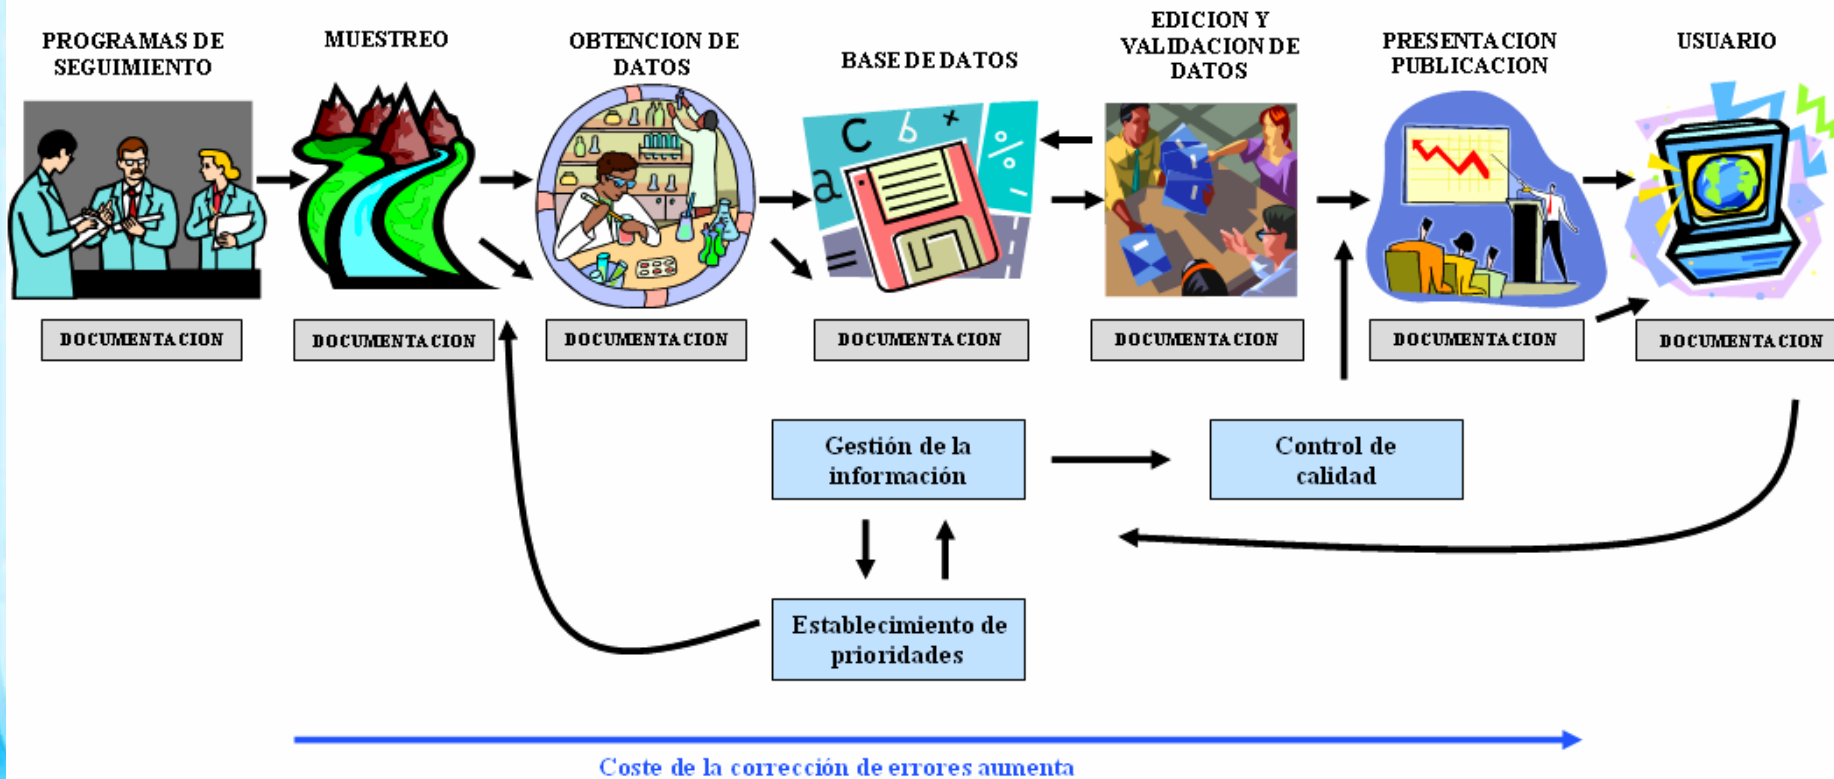 PROGRAMAS DE
SEGUIMIENTO
MUESTREO
OBTENCION DE
DATOS
BASE DE DATOS
EDICION Y
VALIDACION DE
DATOS
PRESENTACION
PUBLICACION
USUARIO
C b +
a % -
=
DOCUMENTACION
DOCUMENTACION
DOCUMENTACION
DOCUMENTACION
DOCUMENTACION
DOCUMENTACION
DOCUMENTACION
Gestión de la
información
Control de
calidad
Establecimiento de
prioridades
Coste de la corrección de errores aumenta